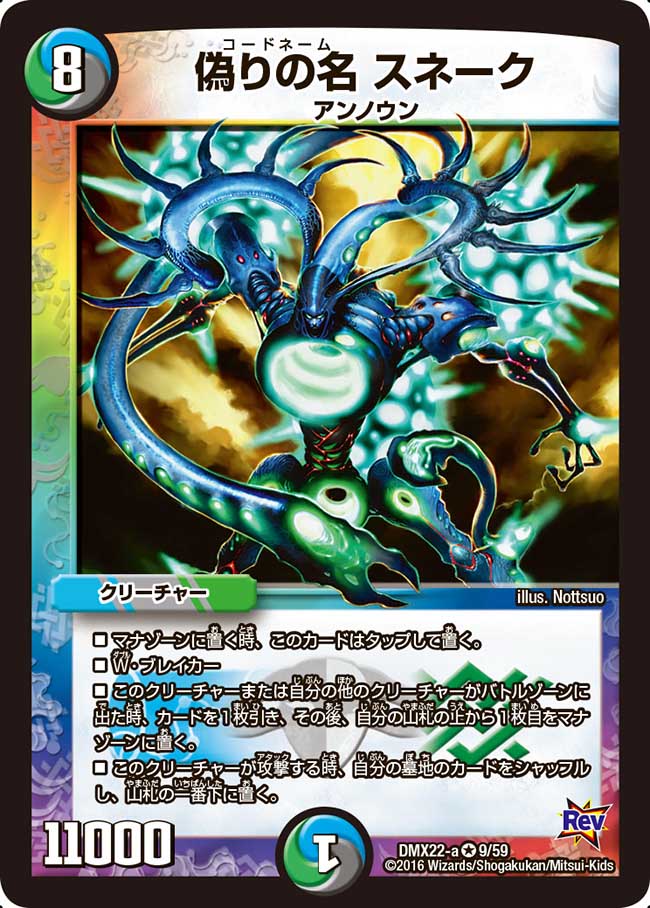 8
コードネーム
偽りの名 スネーク
アンノウン
クリーチャー
illus. Nottsuo
■ マナゾーンに置く時、このカードはタップして置く。
■ W・ブレイカー
■ このクリーチャーまたは自分の他のクリーチャーがバトルゾーンに
出た時、カードを1枚引き、その後、自分の山札の上から1枚目をマナ
ゾーンに置く。
■ このクリーチャーが攻撃する時、自分の墓地のカードをシャッフル
し、山札の一番下に置く。
Rev
11000
1
DMX22-a 9/59
©2016 Wizards/Shogakukan/Mitsui-Kids